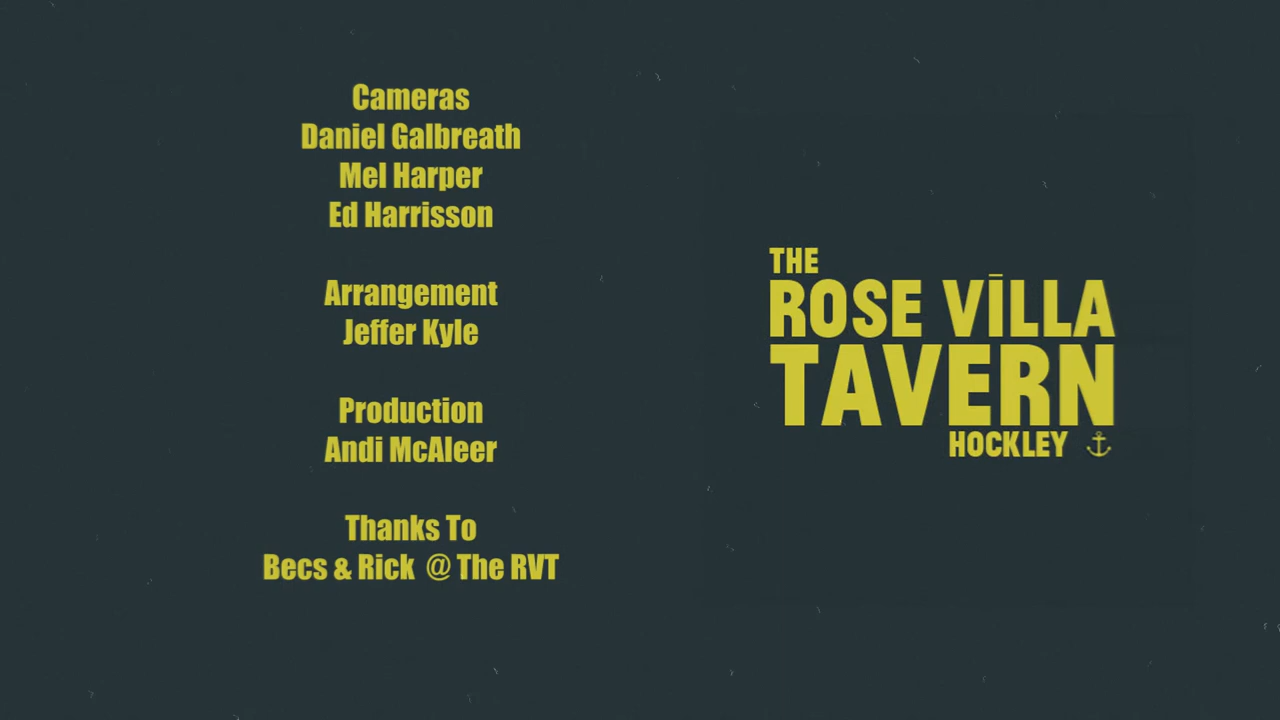 Cameras
Daniel Galbreath
Mel Harper
Ed Harrisson
Arrangement
Jeffer Kyle
Production
Andi McAleer
Thanks To
Becs & Rick @ The RVT
THE
ROSE VĪLLA
TAVERN
HOCKLEY